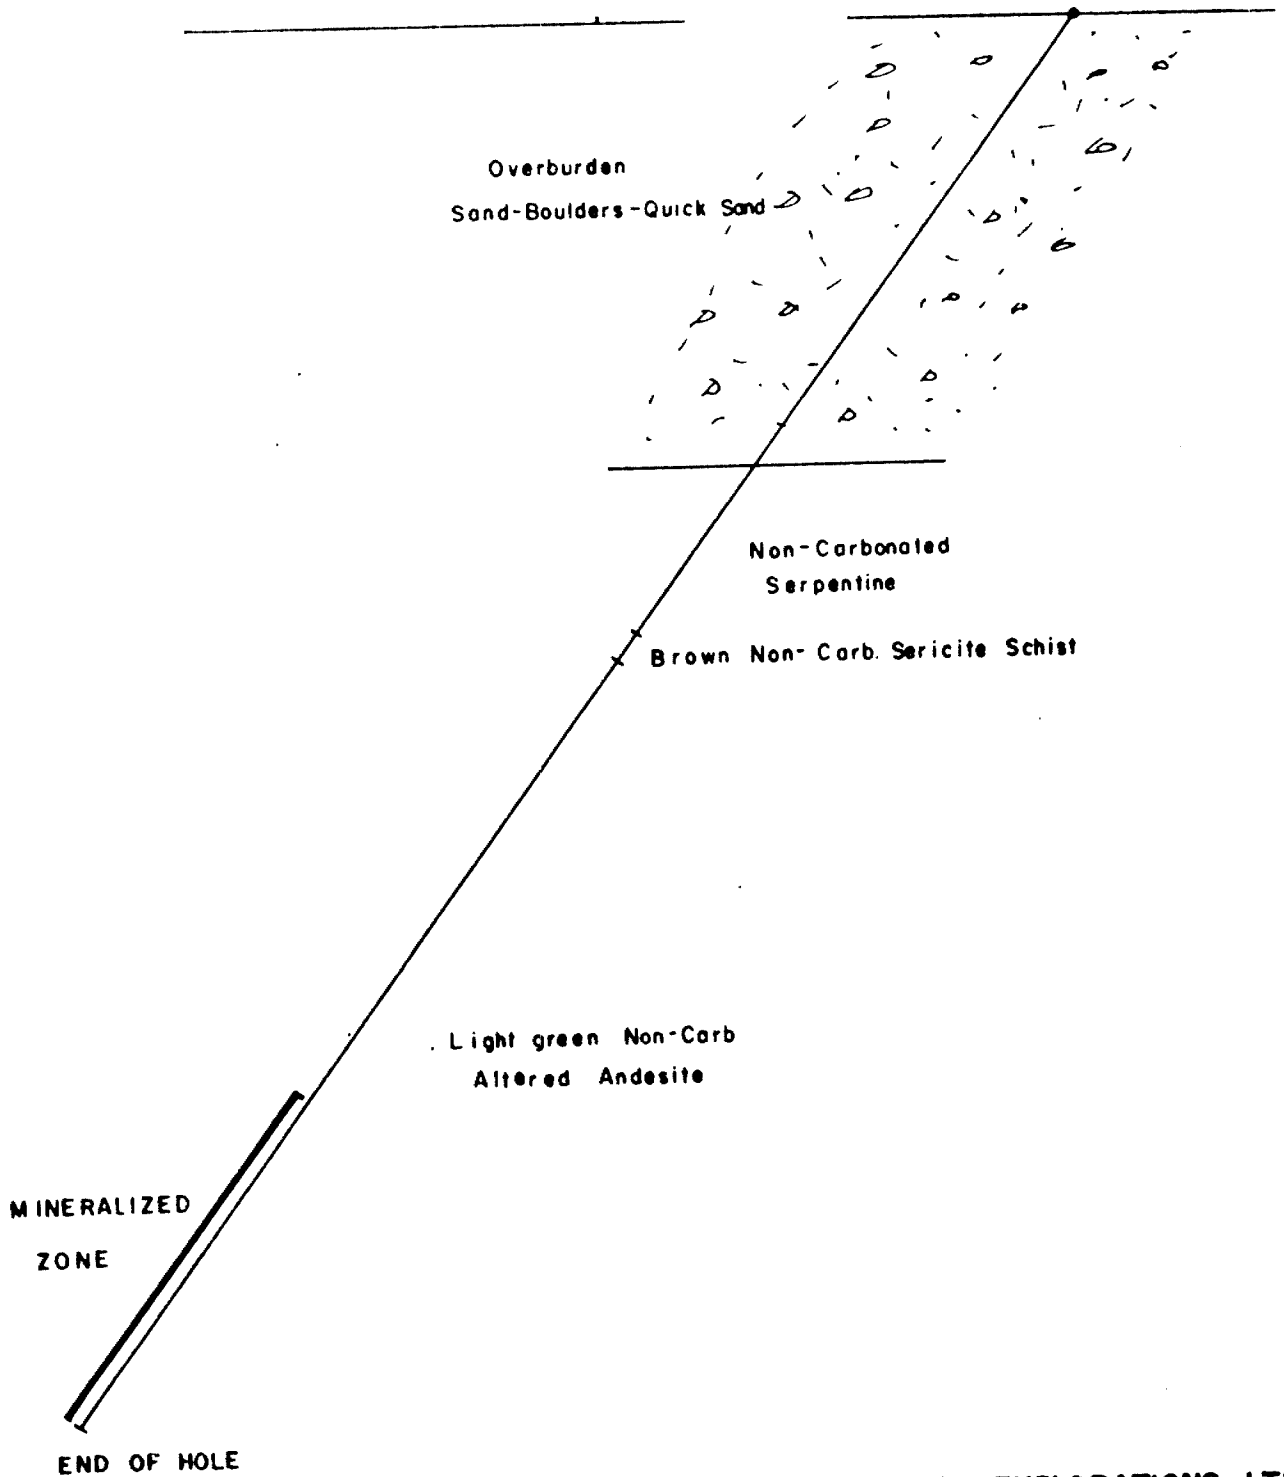 Overburden
Sand-Boulders-Quick Sand
Non-Carbonated
Serpentine
Brown Non-Carb. Sericite Schist
Light green Non-Carb
Altered Andesite
MINERALIZED
ZONE
END OF HOLE